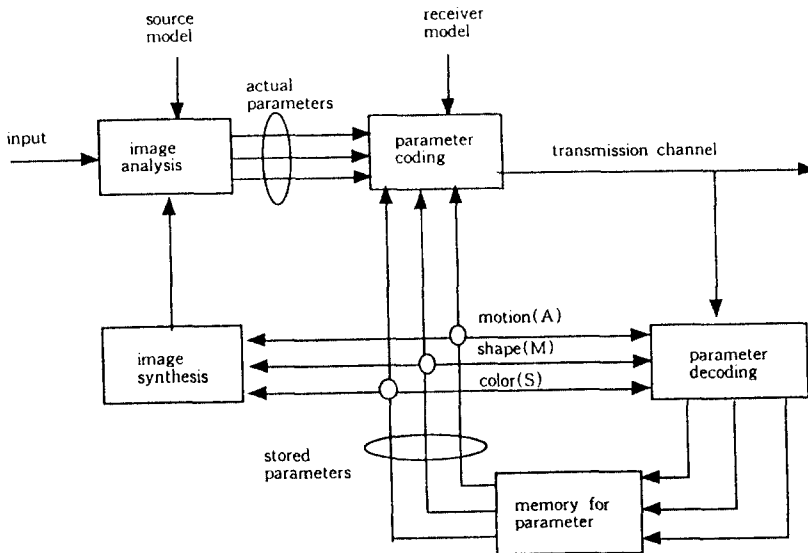 source
model
receiver
model
actual
parameters
input
image
analysis
parameter
coding
transmission channel
motion(A)
shape(M)
color(S)
image
synthesis
parameter
decoding
stored
parameters
memory for
parameter